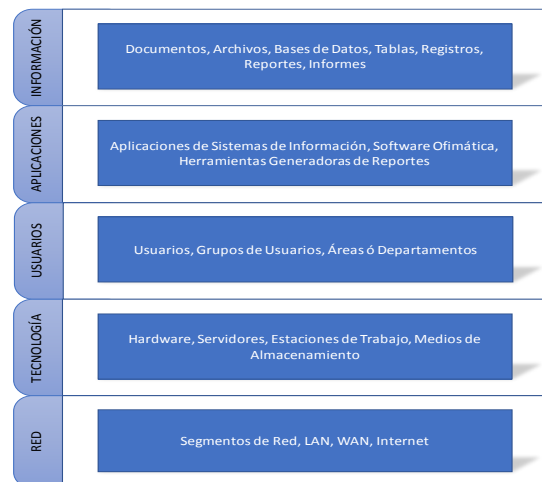 INFORMACIÓN
Documentos, Archivos, Bases de Datos, Tablas, Registros,
Reportes, Informes
APLICACIONES
Aplicaciones de Sistemas de Información, Software Ofimática,
Herramientas Generadoras de Reportes
USUARIOS
Usuarios, Grupos de Usuarios, Áreas ó Departamentos
TECNOLOGÍA
Hardware, Servidores, Estaciones de Trabajo, Medios de
Almacenamiento
RED
Segmentos de Red, LAN, WAN, Internet